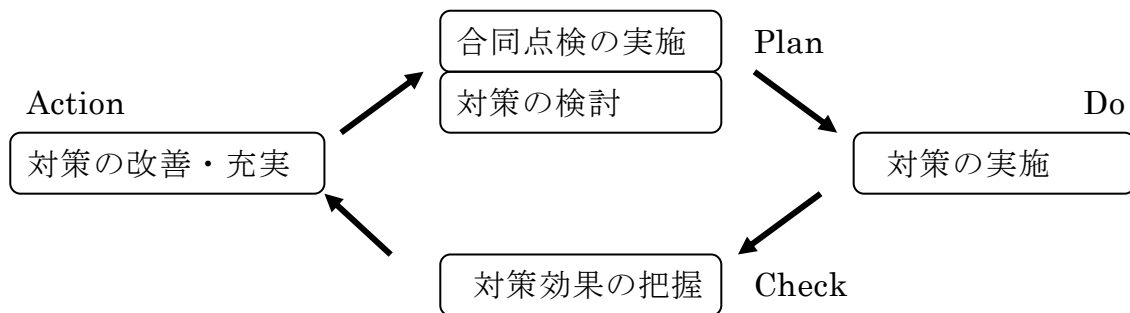 合同点検の実施
Plan
対策の検討
Action
Do
対策の改善・充実
対策の実施
対策効果の把握
Check